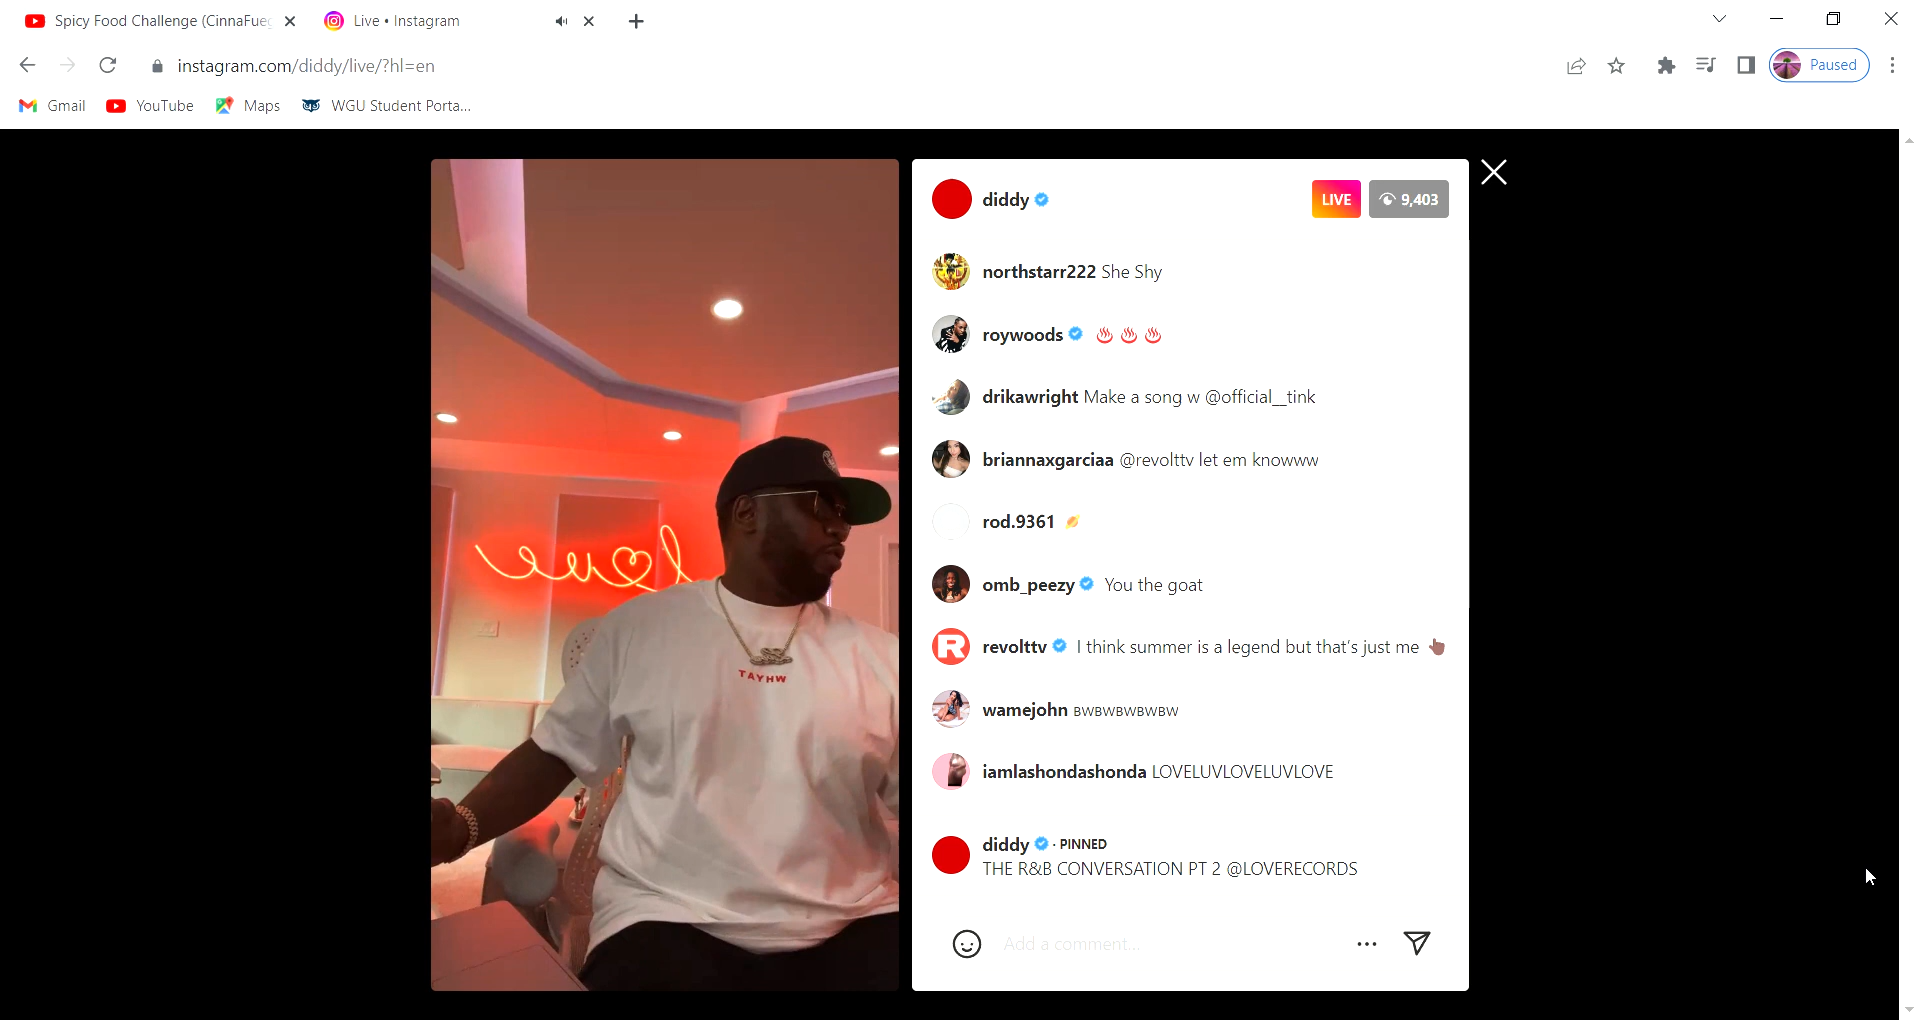 Spicy Food Challenge (CinnaFueg
Live • Instagram
instagram.com/diddy/live/?hl=en
Paused
Gmail
YouTube
Maps
WGU Student Porta...
diddy
LIVE
9,403
northstarr222 She Shy
roywoods
drikawright Make a song w @official__tink
briannaxgarciaa @revolttv let em knowww
rod.9361
omb_peezy You the goat
revolttv I think summer is a legend but that's just me
wamejohn BWBWBWBWBW
iamlashondashonda LOVELUVLOVELUVLOVE
diddy · PINNED
THE R&B CONVERSATION PT 2 @LOVERECORDS
Add a comment...
love
TAYHW